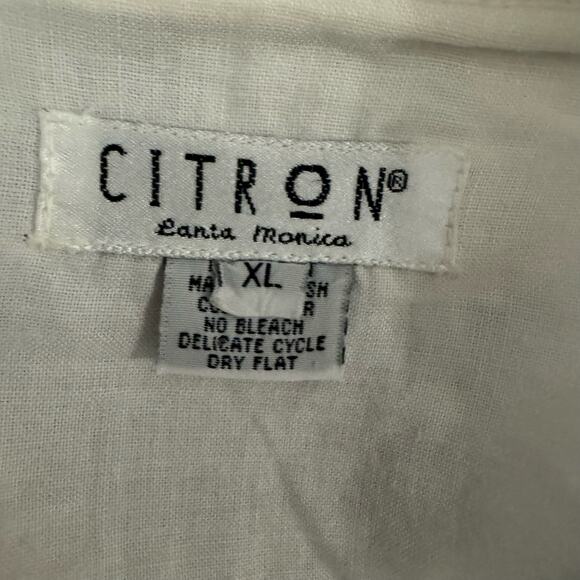 CITRON®
Santa Monica
XL
NO BLEACH
DELICATE CYCLE
DRY FLAT